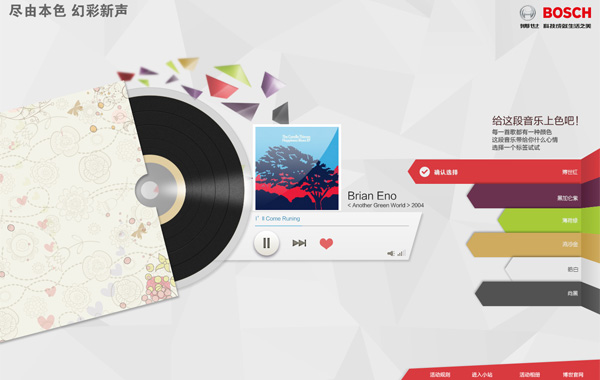 尽由本色 幻彩新声
BOSCH
博世 科技成就生活之美
给这段音乐上色吧！
每一首歌都有一种颜色
这段音乐带给你什么心情
选择一个标签试试
确认选择
博世红
Brian Eno
< Another Green World > 2004
I'll Come Runing
薄荷绿
活动规则 进入小站 活动相册 博世官网